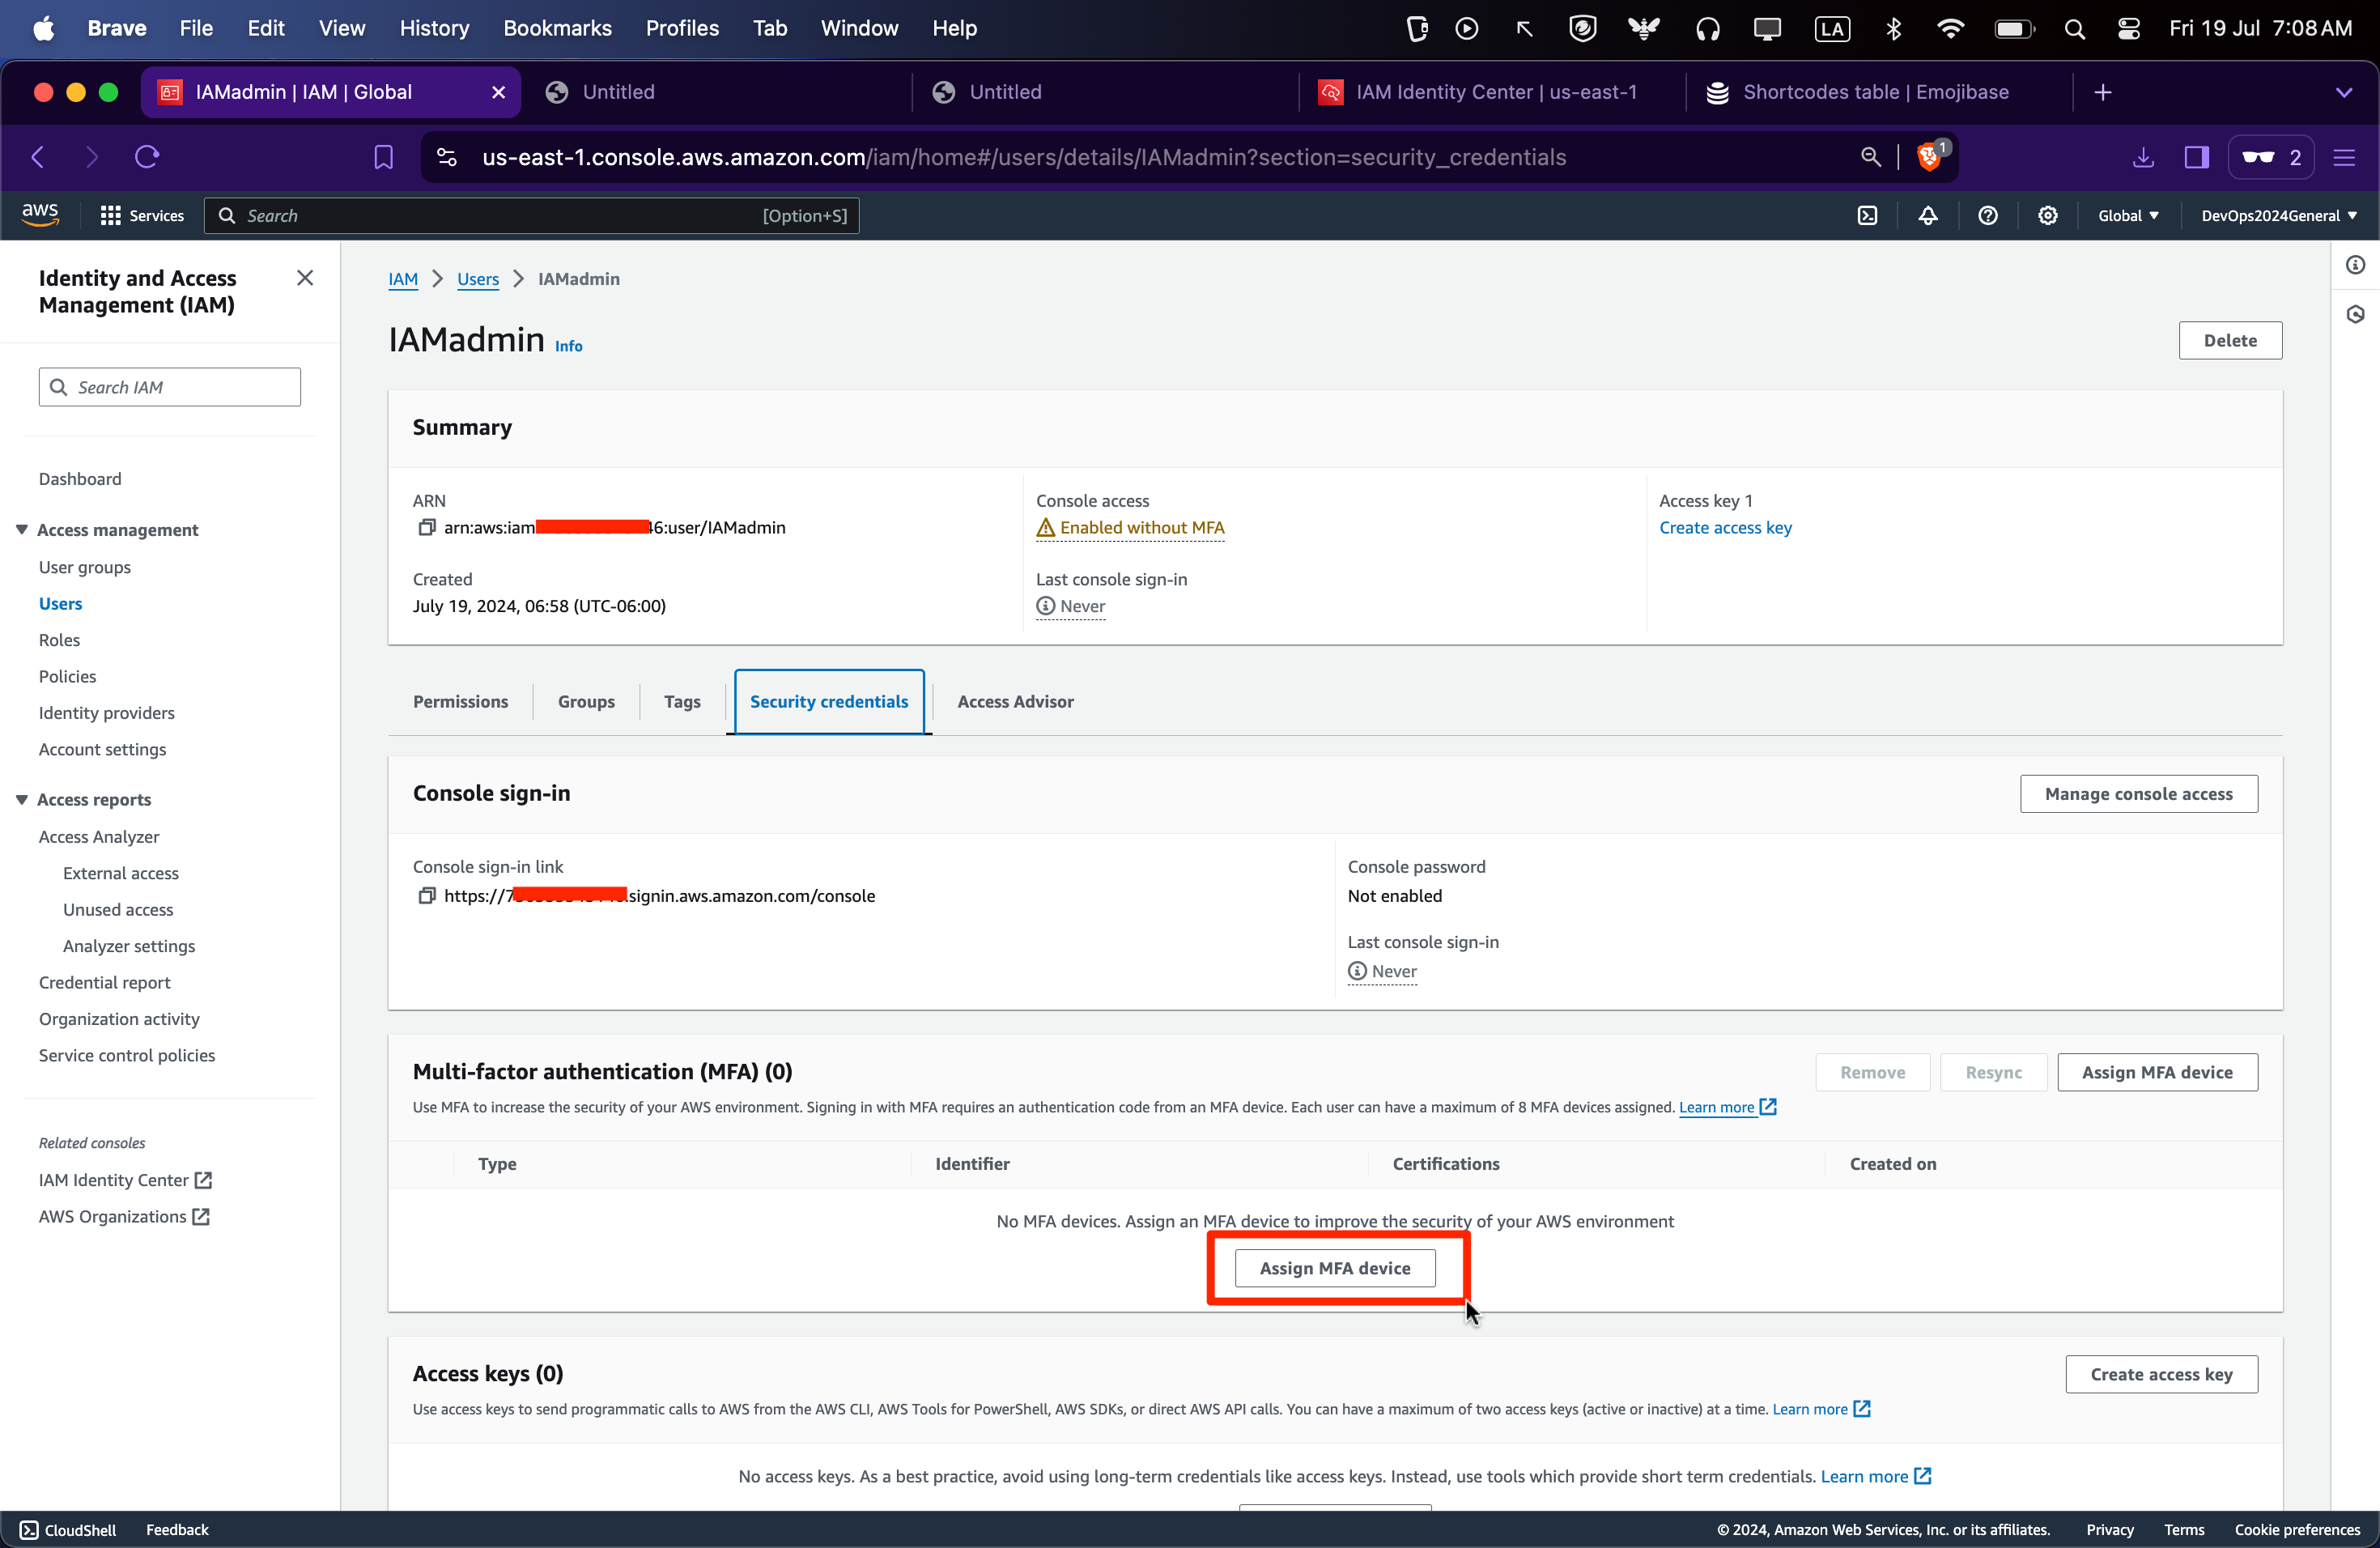 Brave File Edit View History Bookmarks Profiles Tab Window Help LA Fri 19 Jul 7:08 AM
IAMadmin | IAM | Global Untitled Untitled IAM Identity Center | us-east-1 Shortcodes table | Emojibase
us-east-1.console.aws.amazon.com/iam/home#/users/details/IAMadmin?section=security_credentials 1 2
aws Services Search [Option+S] Global DevOps2024General
Identity and Access
Management (IAM)
Search IAM
Dashboard
Access management
User groups
Users
Roles
Policies
Identity providers
Account settings
Access reports
Access Analyzer
External access
Unused access
Analyzer settings
Credential report
Organization activity
Service control policies
Related consoles
IAM Identity Center
AWS Organizations
IAM Users IAMadmin
IAMadmin Info Delete
Summary
ARN
arn:aws:iam 46:user/IAMadmin
Created
July 19, 2024, 06:58 (UTC-06:00)
Console access
Enabled without MFA
Last console sign-in
Never
Access key 1
Create access key
Permissions Groups Tags Security credentials Access Advisor
Console sign-in Manage console access
Console sign-in link
https://7 .signin.aws.amazon.com/console
Console password
Not enabled
Last console sign-in
Never
Multi-factor authentication (MFA) (0) Remove Resync Assign MFA device
Use MFA to increase the security of your AWS environment. Signing in with MFA requires an authentication code from an MFA device. Each user can have a maximum of 8 MFA devices assigned. Learn more
Type Identifier Certifications Created on
No MFA devices. Assign an MFA device to improve the security of your AWS environment
Assign MFA device
Access keys (0) Create access key
Use access keys to send programmatic calls to AWS from the AWS CLI, AWS Tools for PowerShell, AWS SDKs, or direct AWS API calls. You can have a maximum of two access keys (active or inactive) at a time. Learn more
No access keys. As a best practice, avoid using long-term credentials like access keys. Instead, use tools which provide short term credentials. Learn more
CloudShell Feedback © 2024, Amazon Web Services, Inc. or its affiliates. Privacy Terms Cookie preferences